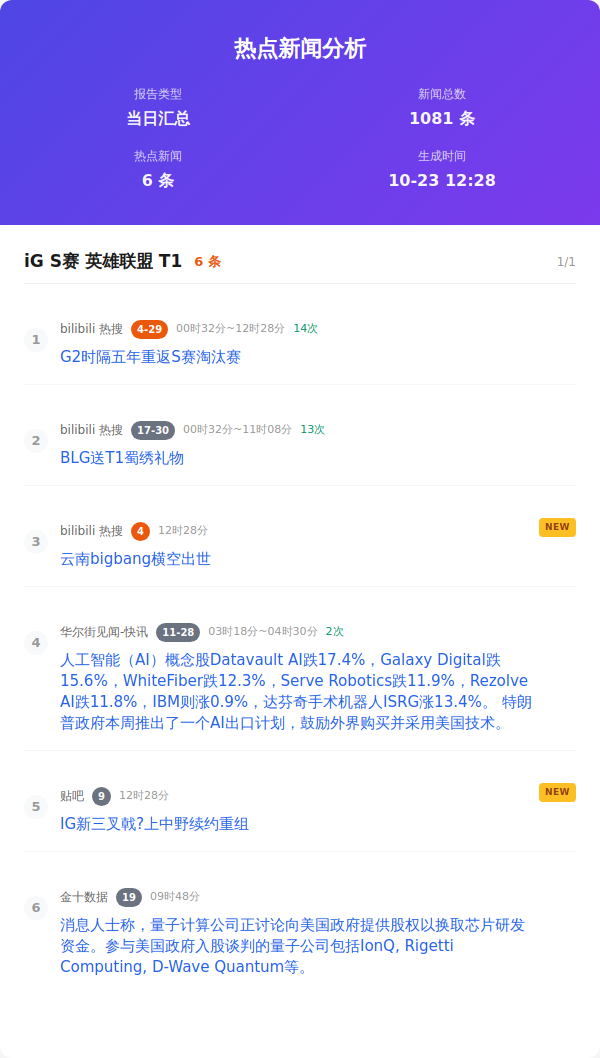 热点新闻分析
报告类型
新闻总数
当日汇总
1081 条
热点新闻
生成时间
6 条
10-23 12:28
iG S赛 英雄联盟 T1 6 条 1/1
1
bilibili 热搜 4-29 00时32分~12时28分 14次
G2时隔五年重返S赛淘汰赛
2
bilibili 热搜 17-30 00时32分~11时08分 13次
BLG送T1蜀绣礼物
3
bilibili 热搜 4 12时28分 NEW
云南bigbang横空出世
4
华尔街见闻-快讯 11-28 03时18分~04时30分 2次
人工智能（AI）概念股Datavault AI跌17.4%，Galaxy Digital跌
15.6%，WhiteFiber跌12.3%，Serve Robotics跌11.9%，Rezolve
AI跌11.8%，IBM则涨0.9%，达芬奇手术机器人ISRG涨13.4%。 特朗
普政府本周推出了一个AI出口计划，鼓励外界购买并采用美国技术。
5
贴吧 9 12时28分 NEW
IG新三叉戟?上中野续约重组
6
金十数据 19 09时48分
消息人士称，量子计算公司正讨论向美国政府提供股权以换取芯片研发
资金。参与美国政府入股谈判的量子公司包括IonQ, Rigetti
Computing, D-Wave Quantum等。